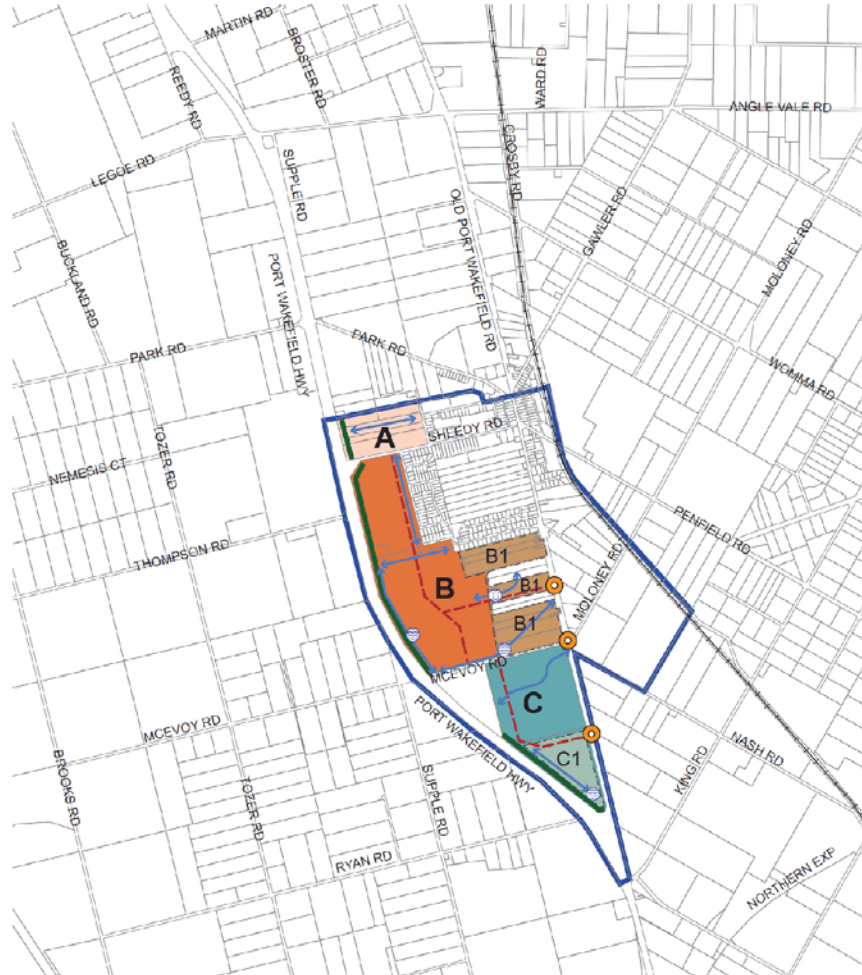 MARTIN RD
BROSTER RD
REEDY RD
WARD RD
ANGLE VALE RD
CROSBY RD
LEGOE RD
SUPPLE RD
OLD PORT WAKEFIELD RD
GAWLER RD
MOLONEY RD
BUCKLAND RD
PORT WAKEFIELD HWY
PARK RD
PARK RD
WOMMA RD
A
SHEEDY RD
TOZER RD
NEMESIS CT
PENFIELD RD
THOMPSON RD
B1
MOLONEY RD
B
B1
B1
MCEVOY RD
C
MCEVOY RD
PORT WAKEFIELD HWY
NASH RD
C1
KING RD
BROOKS RD
TOZER RD
SUPPLE RD
RYAN RD
NORTHERN EXP